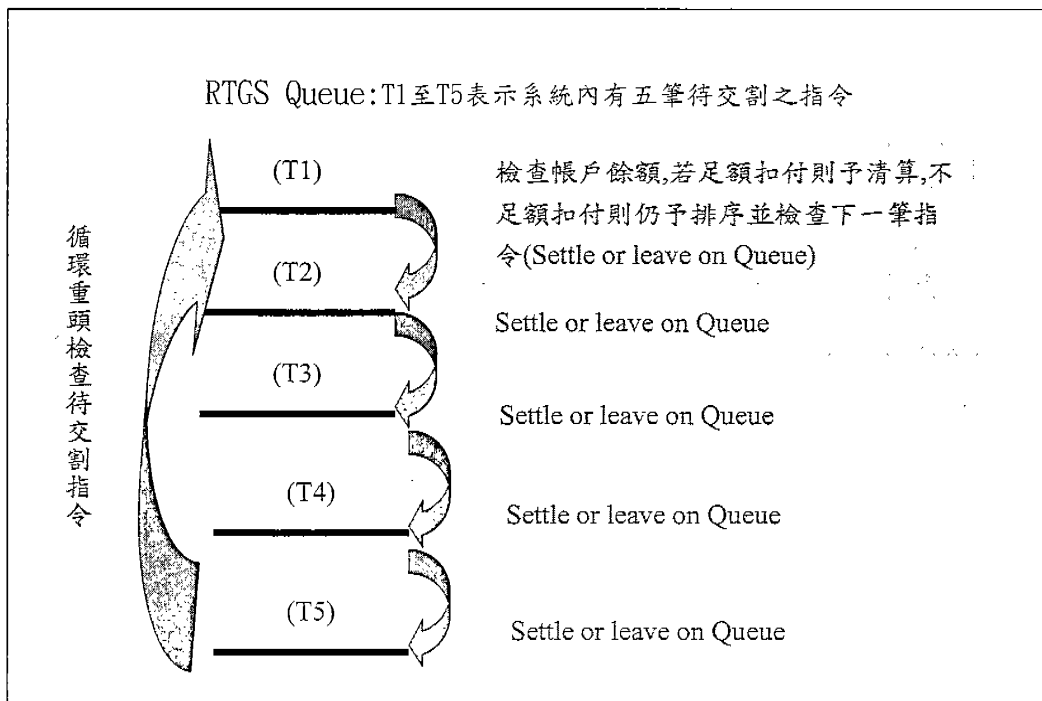 RTGS Queue:T1至T5表示系統內有五筆待交割之指令
循環重頭檢查待交割指令
(T1)
檢查帳戶餘額,若足額扣付則予清算,不
足額扣付則仍予排序並檢查下一筆指
令(Settle or leave on Queue)
(T2)
Settle or leave on Queue
(T3)
Settle or leave on Queue
(T4)
Settle or leave on Queue
(T5)
Settle or leave on Queue